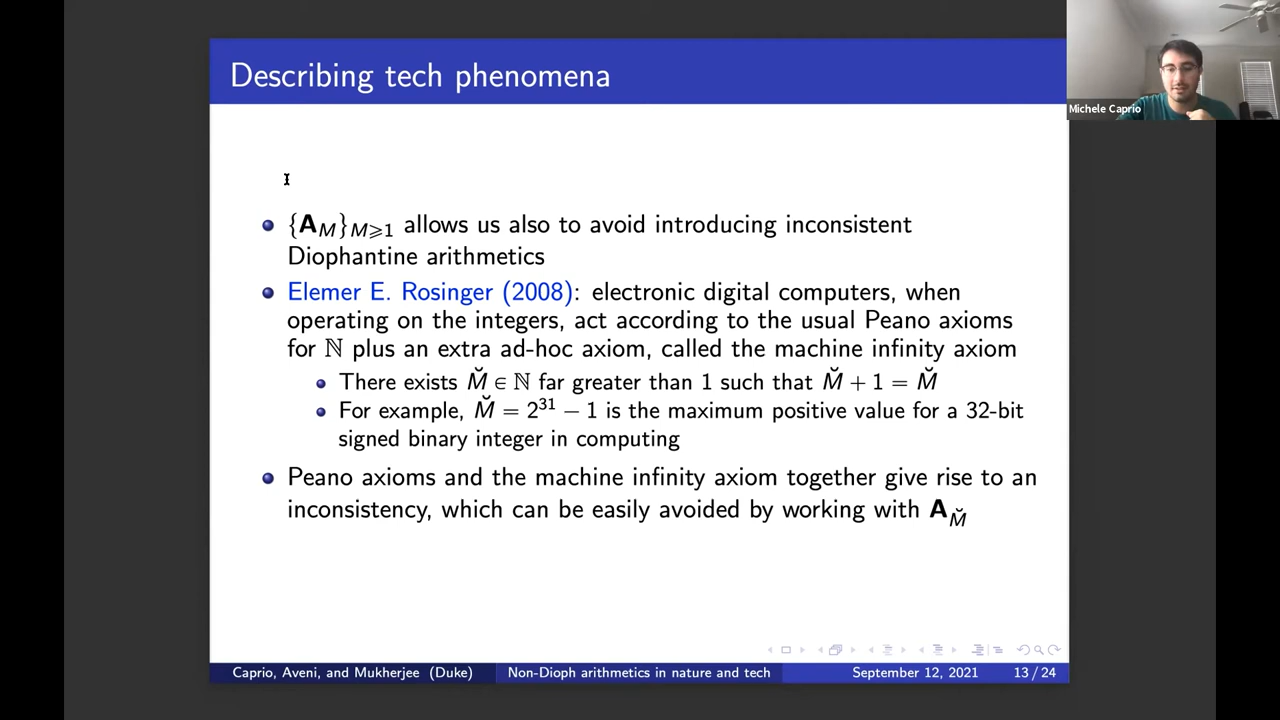 Describing tech phenomena
Michele Caprio
{A_M}_{M⩾1} allows us also to avoid introducing inconsistent
Diophantine arithmetics
Elemer E. Rosinger (2008): electronic digital computers, when
operating on the integers, act according to the usual Peano axioms
for ℕ plus an extra ad-hoc axiom, called the machine infinity axiom
There exists M̆ ∈ ℕ far greater than 1 such that M̆ + 1 = M̆
For example, M̆ = 2³¹ − 1 is the maximum positive value for a 32-bit
signed binary integer in computing
Peano axioms and the machine infinity axiom together give rise to an
inconsistency, which can be easily avoided by working with A_M̆
Caprio, Aveni, and Mukherjee (Duke) Non-Dioph arithmetics in nature and tech September 12, 2021 13 / 24